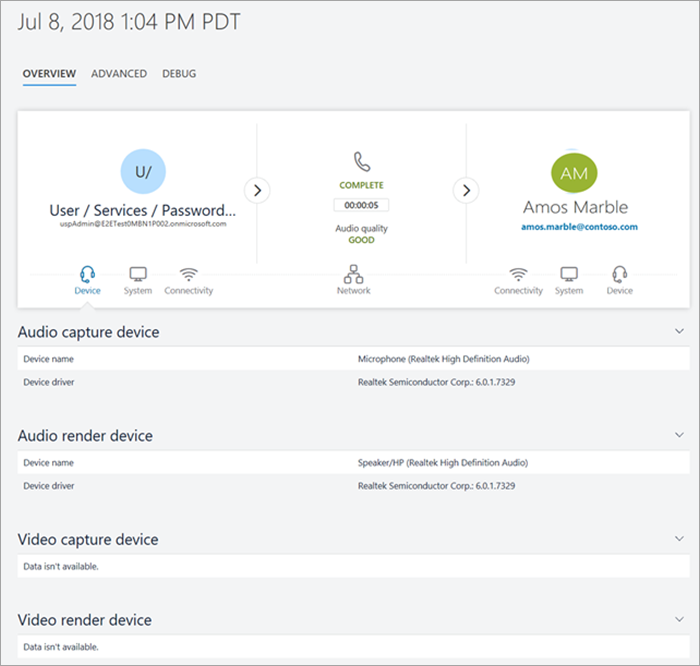 Jul 8, 2018 1:04 PM PDT
OVERVIEW ADVANCED DEBUG
U/
User / Services / Password...
uspAdmin@E2ETest0MBN1P002.onmicrosoft.com
COMPLETE
00:00:05
Audio quality
GOOD
AM
Amos Marble
amos.marble@contoso.com
Device System Connectivity Network Connectivity System Device
Audio capture device
Device name Microphone (Realtek High Definition Audio)
Device driver Realtek Semiconductor Corp.: 6.0.1.7329
Audio render device
Device name Speaker/HP (Realtek High Definition Audio)
Device driver Realtek Semiconductor Corp.: 6.0.1.7329
Video capture device
Data isn't available.
Video render device
Data isn't available.